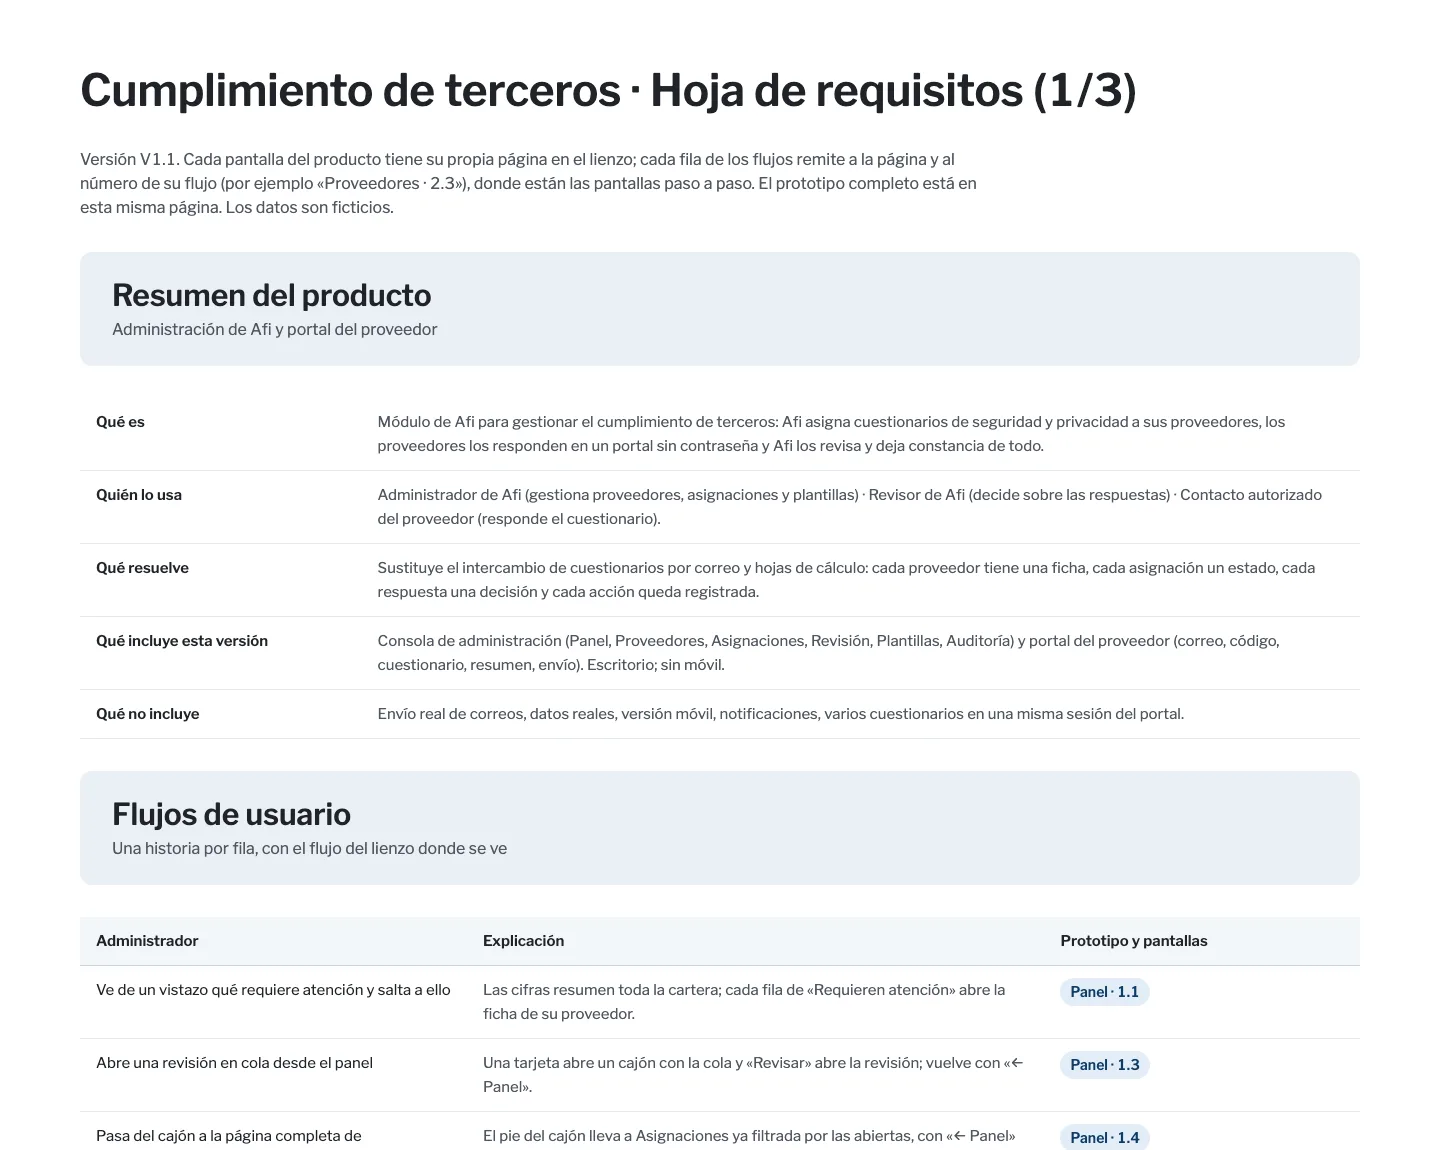 Cumplimiento de terceros · Hoja de requisitos (1/3)
Versión V1.1. Cada pantalla del producto tiene su propia página en el lienzo; cada fila de los flujos remite a la página y al
número de su flujo (por ejemplo «Proveedores · 2.3»), donde están las pantallas paso a paso. El prototipo completo está en
esta misma página. Los datos son ficticios.
Resumen del producto
Administración de Afi y portal del proveedor
Qué es
Módulo de Afi para gestionar el cumplimiento de terceros: Afi asigna cuestionarios de seguridad y privacidad a sus proveedores, los
proveedores los responden en un portal sin contraseña y Afi los revisa y deja constancia de todo.
Quién lo usa
Administrador de Afi (gestiona proveedores, asignaciones y plantillas) · Revisor de Afi (decide sobre las respuestas) · Contacto autorizado
del proveedor (responde el cuestionario).
Qué resuelve
Sustituye el intercambio de cuestionarios por correo y hojas de cálculo: cada proveedor tiene una ficha, cada asignación un estado, cada
respuesta una decisión y cada acción queda registrada.
Qué incluye esta versión
Consola de administración (Panel, Proveedores, Asignaciones, Revisión, Plantillas, Auditoría) y portal del proveedor (correo, código,
cuestionario, resumen, envío). Escritorio; sin móvil.
Qué no incluye
Envío real de correos, datos reales, versión móvil, notificaciones, varios cuestionarios en una misma sesión del portal.
Flujos de usuario
Una historia por fila, con el flujo del lienzo donde se ve
Administrador
Explicación
Prototipo y pantallas
Ve de un vistazo qué requiere atención y salta a ello
Las cifras resumen toda la cartera; cada fila de «Requieren atención» abre la
ficha de su proveedor.
Panel · 1.1
Abre una revisión en cola desde el panel
Una tarjeta abre un cajón con la cola y «Revisar» abre la revisión; vuelve con «←
Panel».
Panel · 1.3
Pasa del cajón a la página completa de
El pie del cajón lleva a Asignaciones ya filtrada por las abiertas, con «← Panel»
Panel · 1.4